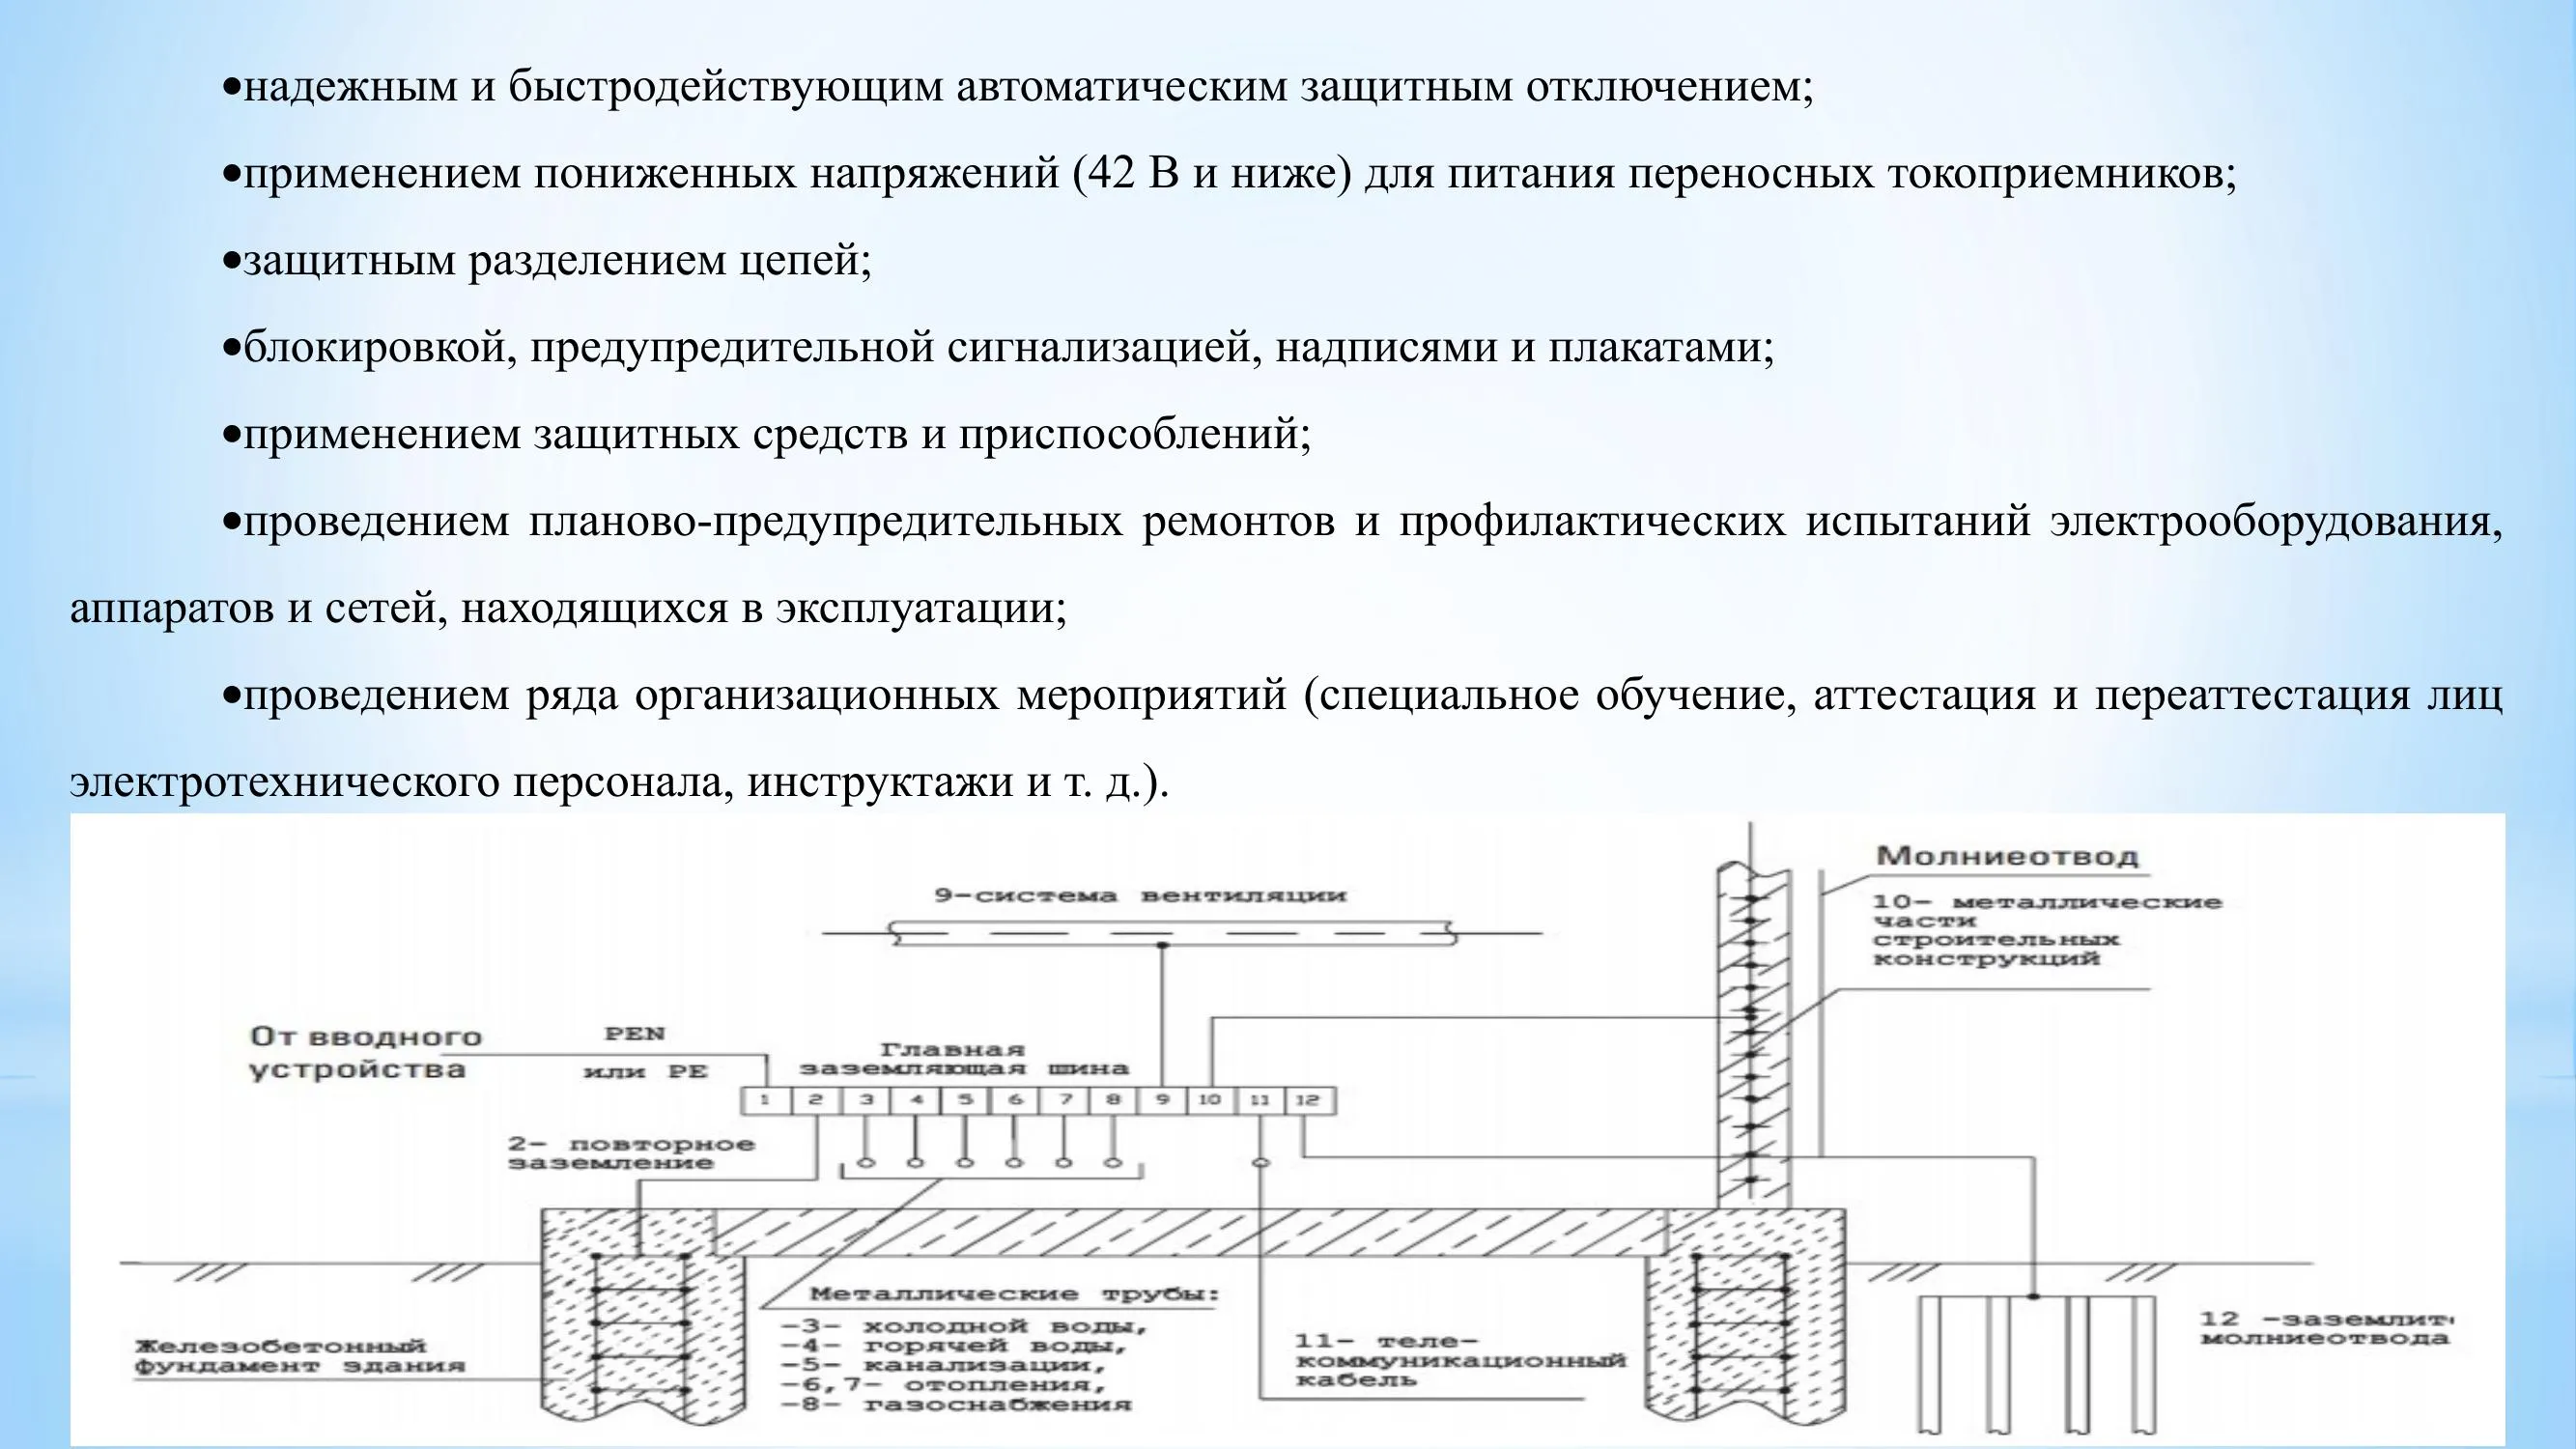 •надежным и быстродействующим автоматическим защитным отключением;
•применением пониженных напряжений (42 В и ниже) для питания переносных токоприемников;
•защитным разделением цепей;
•блокировкой, предупредительной сигнализацией, надписями и плакатами;
•применением защитных средств и приспособлений;
•проведением планово-предупредительных ремонтов и профилактических испытаний электрооборудования,
аппаратов и сетей, находящихся в эксплуатации;
•проведением ряда организационных мероприятий (специальное обучение, аттестация и переаттестация лиц
электротехнического персонала, инструктажи и т. д.).
Молниеотвод
9-система вентиляции
10- металлические
части
строительных
конструкций
От вводного
устройства
PEN
или PE
Главная
заземляющая шина
1 2 3 4 5 6 7 8 9 10 11 12
2- повторное
заземление
Железобетонный
фундамент здания
Металлические трубы:
-3- холодной воды,
-4- горячей воды,
-5- канализации,
-6,7- отопления,
-8- газоснабжения
11- теле-
коммуникационный
кабель
12 -заземлит
молниеотвода